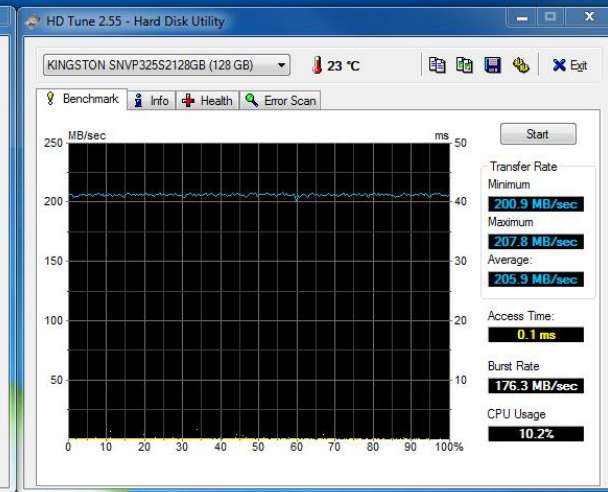 HD Tune 2.55 - Hard Disk Utility
KINGSTON SNVP325S2128GB (128 GB) 23 °C Exit
Benchmark Info Health Error Scan
MB/sec ms
Start
250 50
200 40
150 30
100 20
50 10
0 10 20 30 40 50 60 70 80 90 100%
Transfer Rate
Minimum
200.9 MB/sec
Maximum
207.8 MB/sec
Average:
205.9 MB/sec
Access Time:
0.1 ms
Burst Rate
176.3 MB/sec
CPU Usage
10.2%